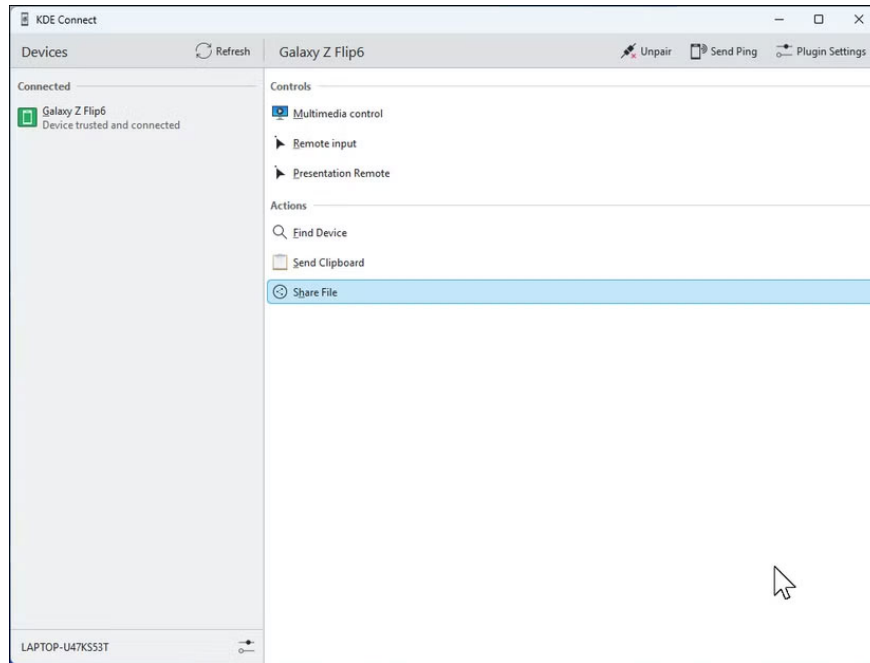 KDE Connect
Devices
Refresh
Galaxy Z Flip6
Unpair
Send Ping
Plugin Settings
Connected
Galaxy Z Flip6
Device trusted and connected
Controls
Multimedia control
Remote input
Presentation Remote
Actions
Find Device
Send Clipboard
Share File
LAPTOP-U47KS53T